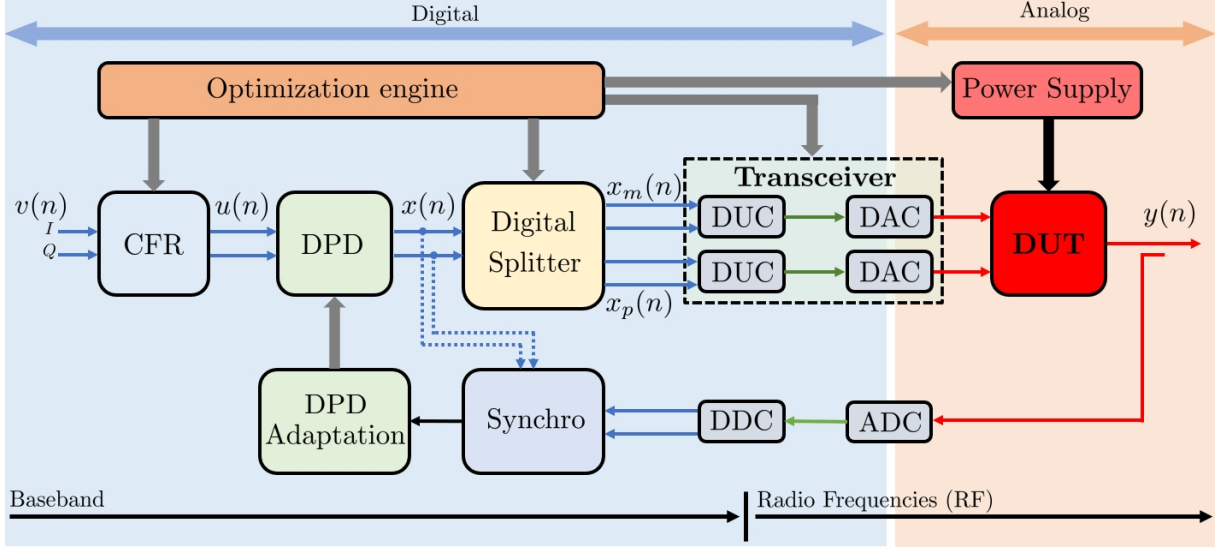 Digital
Analog
Optimization engine
Power Supply
Transceiver
v(n)
I
Q
CFR
u(n)
DPD
x(n)
Digital
Splitter
x_m(n)
x_p(n)
DUC
DAC
DUC
DAC
DUT
y(n)
DPD
Adaptation
Synchro
DDC
ADC
Baseband
Radio Frequencies (RF)